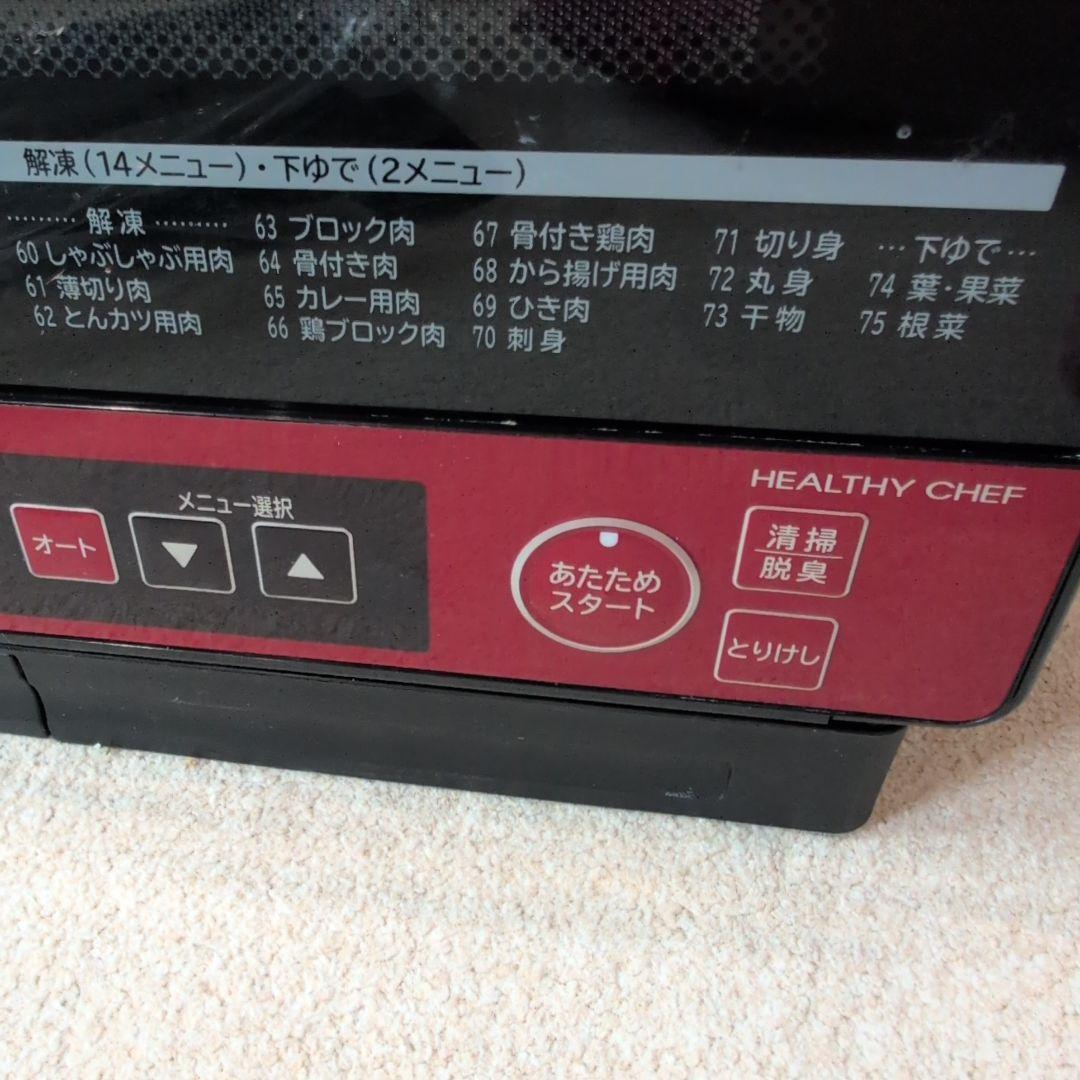 解凍(14メニュー)・下ゆで(2メニュー)
‥‥‥‥ 解凍 ‥‥‥‥
60 しゃぶしゃぶ用肉
61 薄切り肉
62 とんカツ用肉
63 ブロック肉
64 骨付き肉
65 カレー用肉
66 鶏ブロック肉
67 骨付き鶏肉
68 から揚げ用肉
69 ひき肉
70 刺身
71 切り身
72 丸身
73 干物
‥‥下ゆで‥‥
74 葉・果菜
75 根菜
HEALTHY CHEF
メニュー選択
オート
▼
▲
あたため
スタート
清掃
脱臭
とりけし